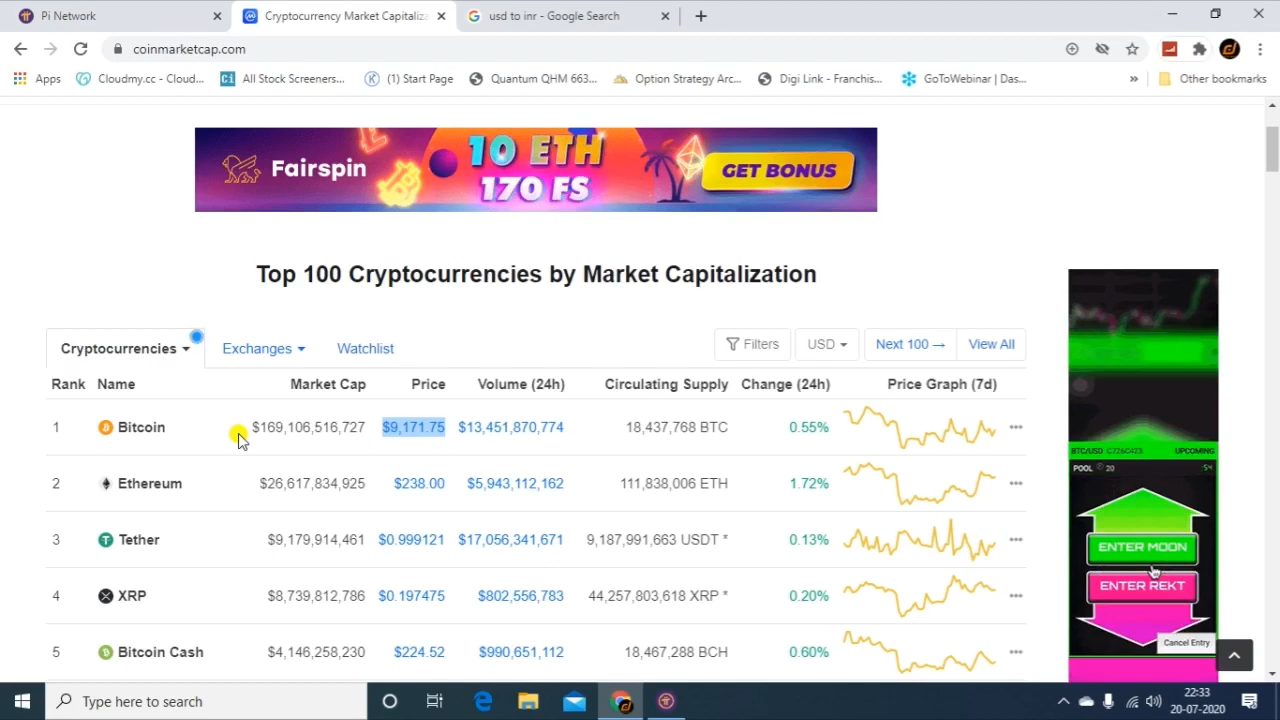 Pi Network
Cryptocurrency Market Capitaliza
usd to inr - Google Search
coinmarketcap.com
Apps
Cloudmy.cc - Cloud...
All Stock Screeners...
(1) Start Page
Quantum QHM 663...
Option Strategy Arc...
Digi Link - Franchis...
GoToWebinar | Das...
»
Other bookmarks
Fairspin
10 ETH
170 FS
GET BONUS
Top 100 Cryptocurrencies by Market Capitalization
Cryptocurrencies
Exchanges
Watchlist
Filters
USD
Next 100 →
View All
Rank Name Market Cap Price Volume (24h) Circulating Supply Change (24h) Price Graph (7d)
1 Bitcoin $169,106,516,727 $9,171.75 $13,451,870,774 18,437,768 BTC 0.55%
2 Ethereum $26,617,834,925 $238.00 $5,943,112,162 111,838,006 ETH 1.72%
3 Tether $9,179,914,461 $0.999121 $17,056,341,671 9,187,991,663 USDT * 0.13%
4 XRP $8,739,812,786 $0.197475 $802,556,783 44,257,803,618 XRP * 0.20%
5 Bitcoin Cash $4,146,258,230 $224.52 $990,651,112 18,467,288 BCH 0.60%
BTC/USD C726C423 UPCOMING
POOL 20 :54
ENTER MOON
ENTER REKT
Cancel Entry
Type here to search
22:33
20-07-2020